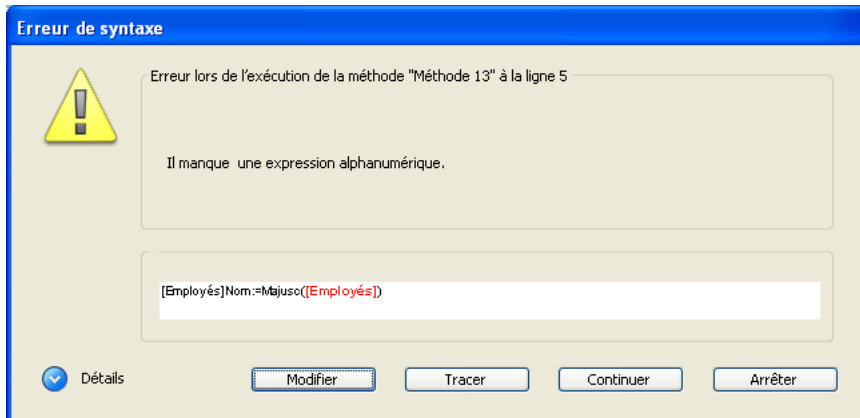 Erreur de syntaxe
Erreur lors de l'exécution de la méthode "Méthode 13" à la ligne 5
Il manque une expression alphanumérique.
[Employés]Nom:=Majusc([Employés])
Détails
Modifier
Tracer
Continuer
Arrêter